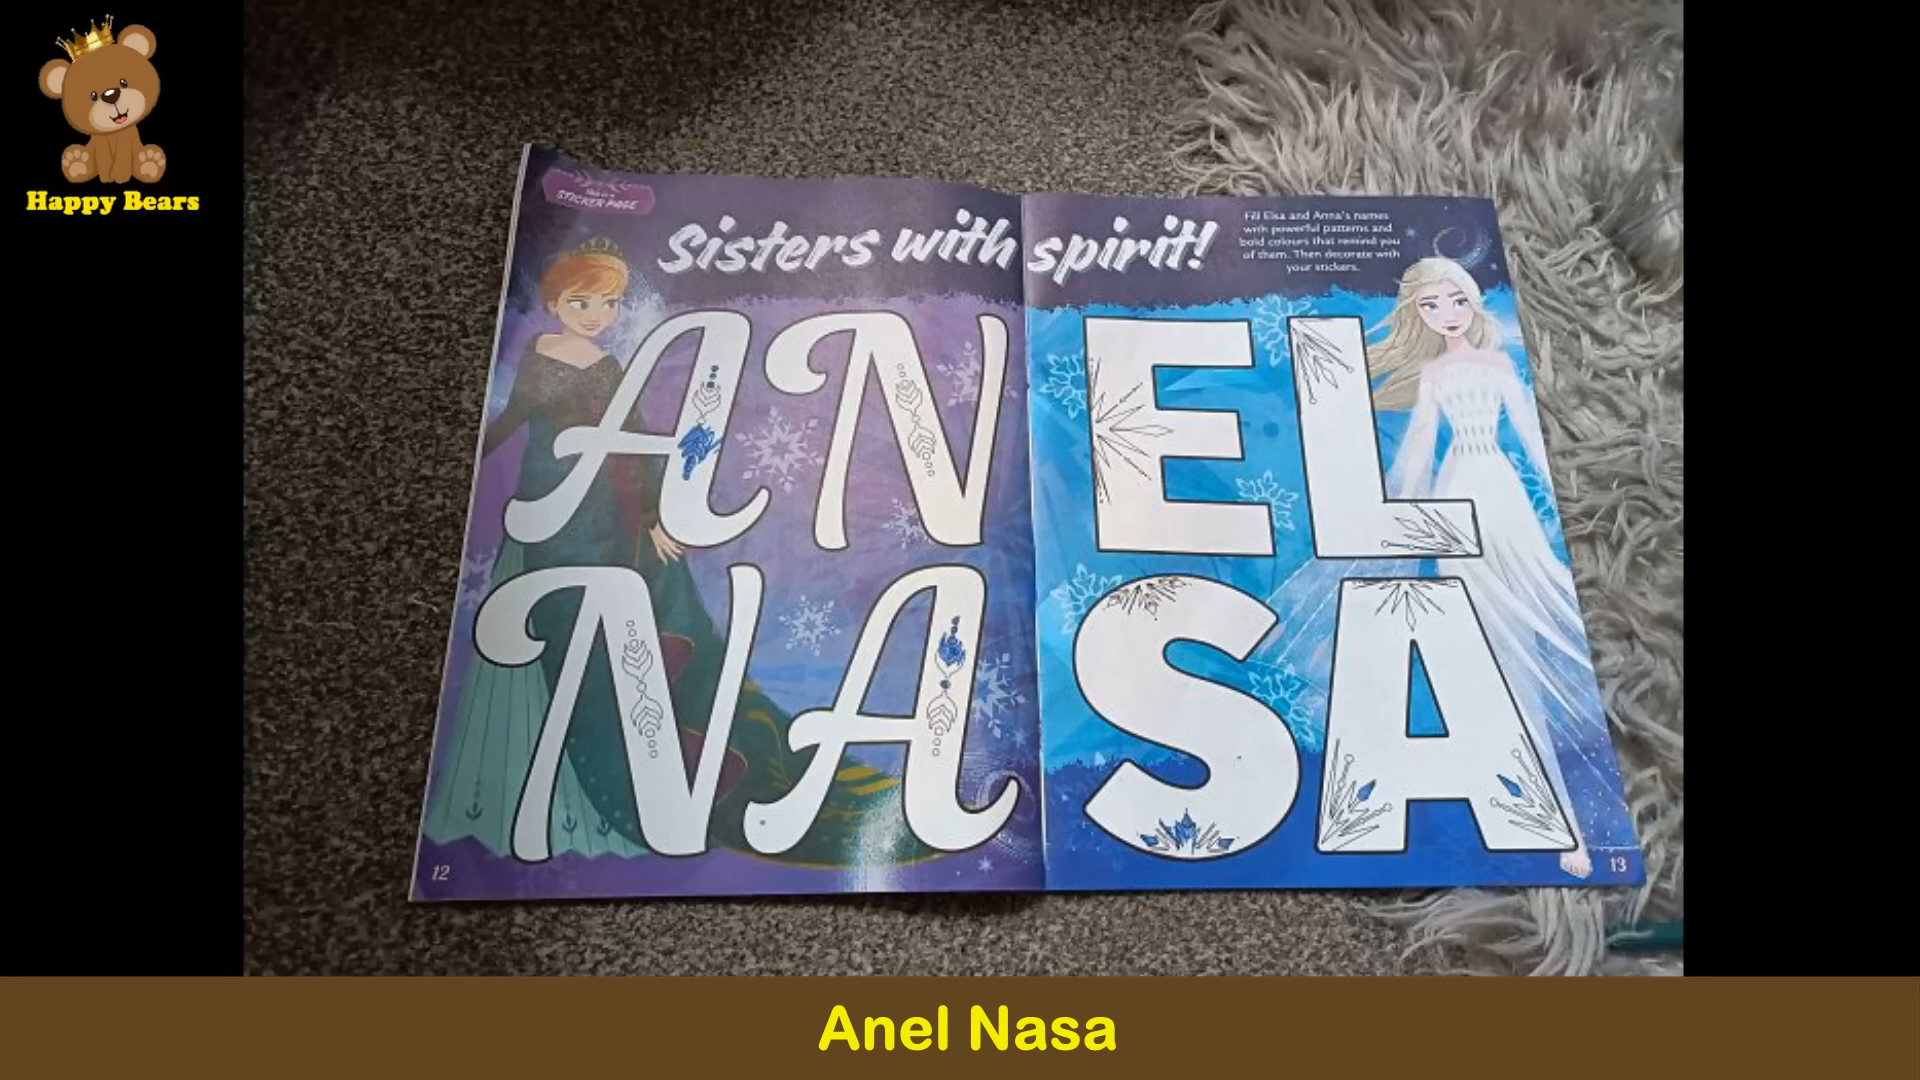 Happy Bears
STICKER PAGE
Sisters with spirit!
Fill Elsa and Anna's names
with powerful patterns and
bold colours that remind you
of them. Then decorate with
your stickers.
AN EL
NA SA
12
13
Anel Nasa